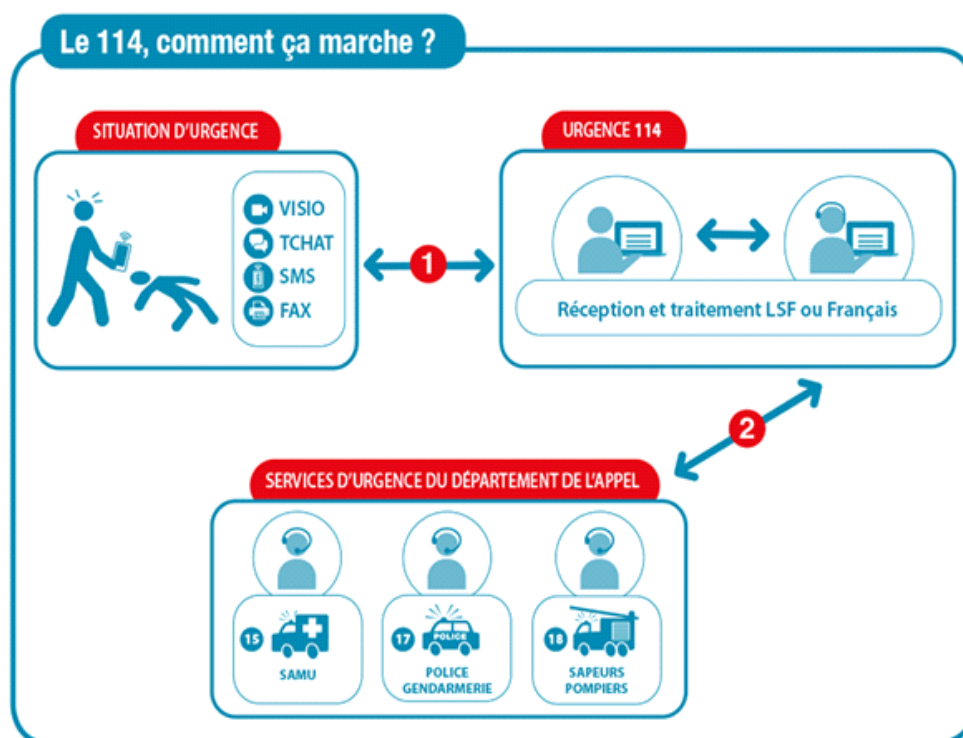 Le 114, comment ça marche ?
SITUATION D'URGENCE
VISIO
TCHAT
SMS
FAX
1
URGENCE 114
Réception et traitement LSF ou Français
2
SERVICES D'URGENCE DU DÉPARTEMENT DE L'APPEL
15
SAMU
17
POLICE
POLICE
GENDARMERIE
18
SAPEURS
POMPIERS